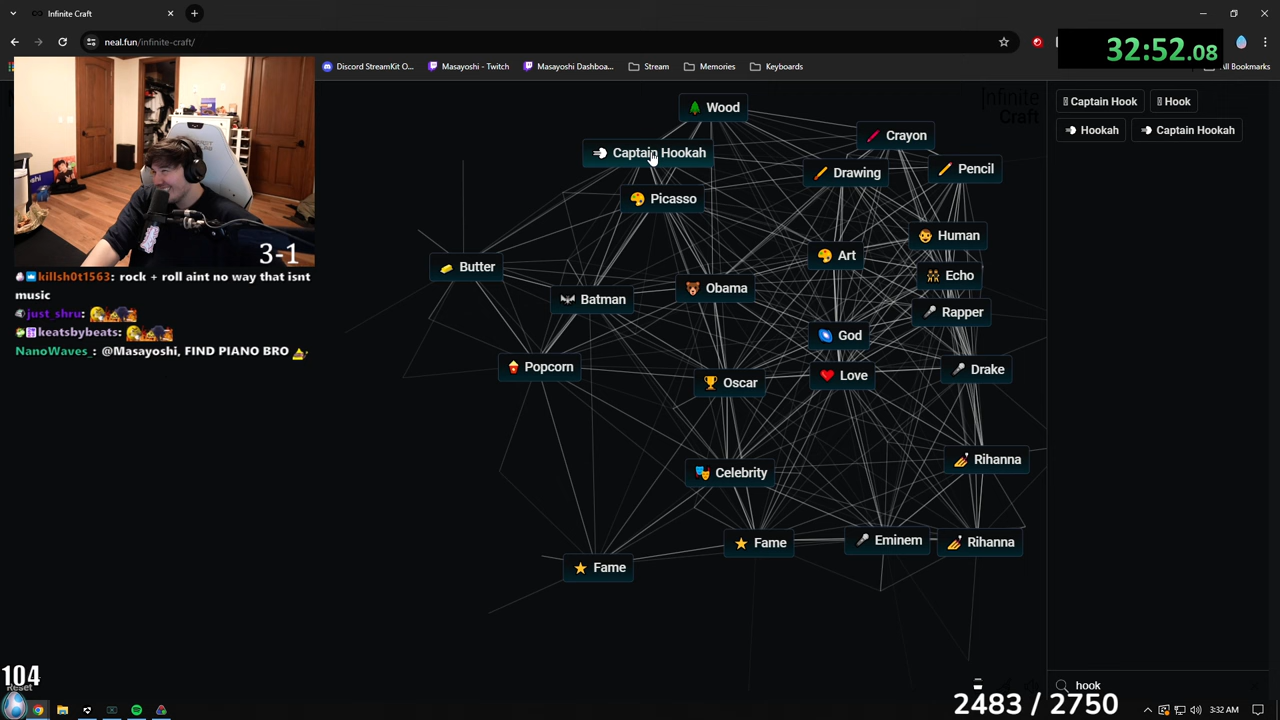 Infinite Craft
neal.fun/infinite-craft/
32:52.08
Discord StreamKit O...
Masayoshi - Twitch
Masayoshi Dashboa...
Stream
Memories
Keyboards
All Bookmarks
Infinite
Craft
Captain Hook
Hook
Hookah
Captain Hookah
Wood
Crayon
Captain Hookah
Drawing
Pencil
Picasso
Human
Art
Butter
Echo
Obama
Batman
Rapper
God
Popcorn
Drake
Love
Oscar
Rihanna
Celebrity
Fame
Eminem
Rihanna
Fame
3-1
killsh0t1563: rock + roll aint no way that isnt
music
just_shru:
keatsbybeats:
NanoWaves_: @Masayoshi, FIND PIANO BRO
104
Reset
hook
2483 / 2750
3:32 AM